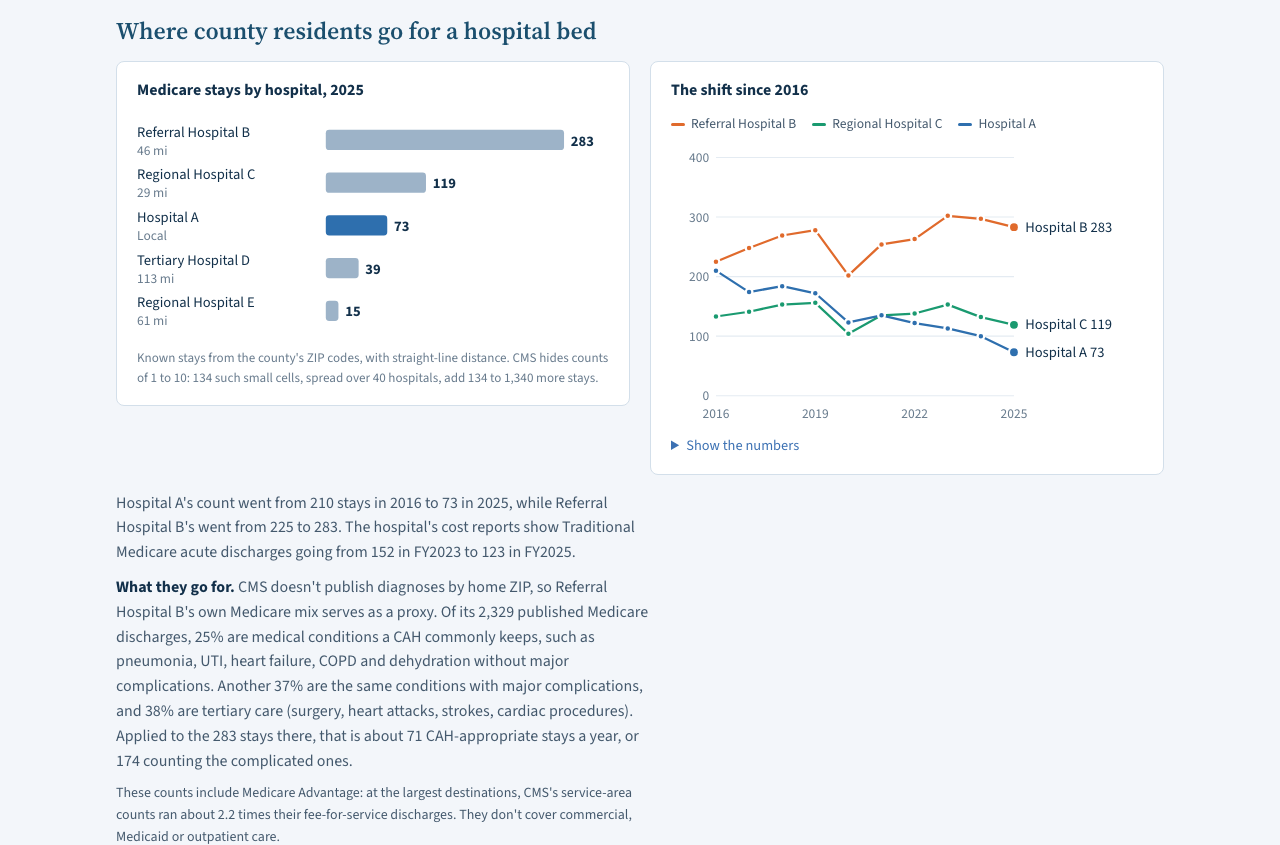 Where county residents go for a hospital bed
Medicare stays by hospital, 2025
Referral Hospital B
46 mi
283
Regional Hospital C
29 mi
119
Hospital A
Local
73
Tertiary Hospital D
113 mi
39
Regional Hospital E
61 mi
15
Known stays from the county's ZIP codes, with straight-line distance. CMS hides counts
of 1 to 10: 134 such small cells, spread over 40 hospitals, add 134 to 1,340 more stays.
The shift since 2016
Referral Hospital B Regional Hospital C Hospital A
400
300
200
100
0
2016 2019 2022 2025
Hospital B 283
Hospital C 119
Hospital A 73
Show the numbers
Hospital A's count went from 210 stays in 2016 to 73 in 2025, while Referral
Hospital B's went from 225 to 283. The hospital's cost reports show Traditional
Medicare acute discharges going from 152 in FY2023 to 123 in FY2025.
What they go for. CMS doesn't publish diagnoses by home ZIP, so Referral
Hospital B's own Medicare mix serves as a proxy. Of its 2,329 published Medicare
discharges, 25% are medical conditions a CAH commonly keeps, such as
pneumonia, UTI, heart failure, COPD and dehydration without major
complications. Another 37% are the same conditions with major complications,
and 38% are tertiary care (surgery, heart attacks, strokes, cardiac procedures).
Applied to the 283 stays there, that is about 71 CAH-appropriate stays a year, or
174 counting the complicated ones.
These counts include Medicare Advantage: at the largest destinations, CMS's service-area
counts ran about 2.2 times their fee-for-service discharges. They don't cover commercial,
Medicaid or outpatient care.